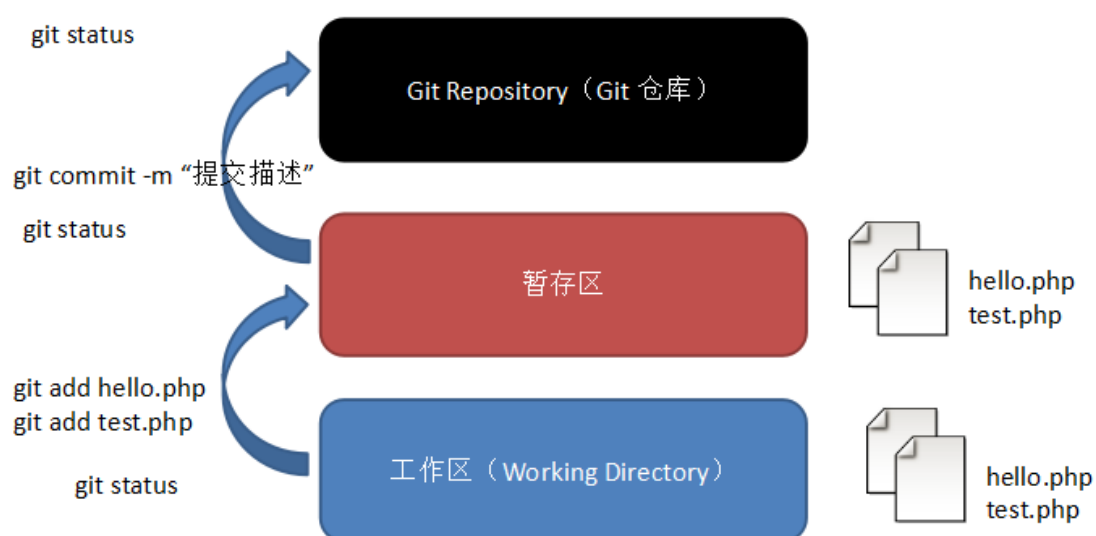 git status
Git Repository（Git 仓库）
git commit -m “提交描述”
git status
暂存区
hello.php
test.php
git add hello.php
git add test.php
工作区（Working Directory）
git status
hello.php
test.php